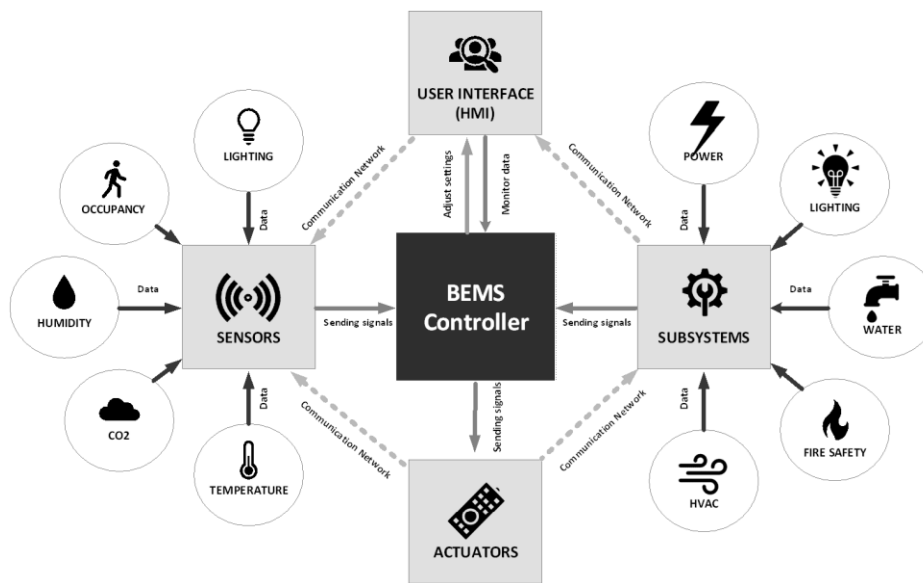 USER INTERFACE
(HMI)
LIGHTING
POWER
OCCUPANCY
LIGHTING
Communication Network
Adjust settings
Monitor data
Communication Network
Data
Data
HUMIDITY
Data
SENSORS
Sending signals
BEMS
Controller
Sending signals
SUBSYSTEMS
Data
WATER
CO2
Data
TEMPERATURE
Communication Network
Sending signals
Communication Network
Data
HVAC
FIRE SAFETY
ACTUATORS